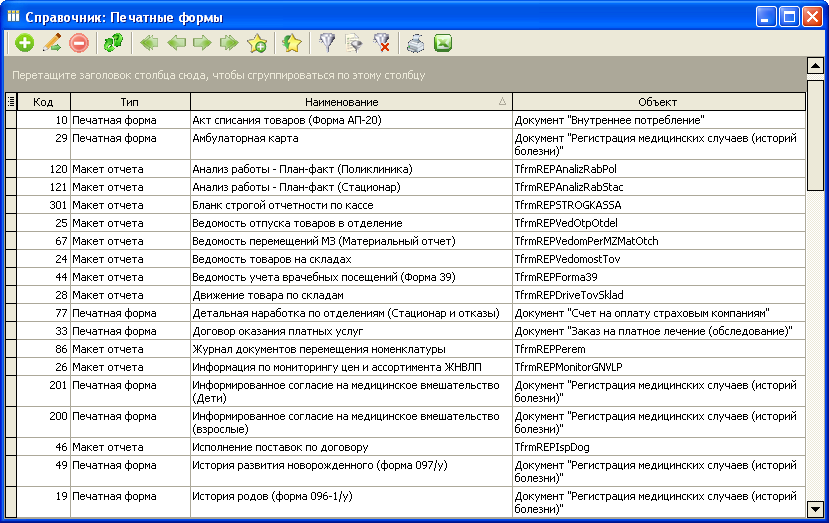 Справочник: Печатные формы
Перетащите заголовок столбца сюда, чтобы сгруппироваться по этому столбцу
Код Тип Наименование Объект
10 Печатная форма Акт списания товаров (Форма АП-20) Документ "Внутреннее потребление"
29 Печатная форма Амбулаторная карта Документ "Регистрация медицинских случаев (историй
болезни)"
120 Макет отчета Анализ работы - План-факт (Поликлиника) TfrmREPAnalizRabPol
121 Макет отчета Анализ работы - План-факт (Стационар) TfrmREPAnalizRabStac
301 Макет отчета Бланк строгой отчетности по кассе TfrmREPSTROGKASSA
25 Макет отчета Ведомость отпуска товаров в отделение TfrmREPVedOtpOtdel
67 Макет отчета Ведомость перемещений МЗ (Материальный отчет) TfrmREPVedomPerMZMatOtch
24 Макет отчета Ведомость товаров на складах TfrmREPVedomostTov
44 Макет отчета Ведомость учета врачебных посещений (Форма 39) TfrmREPForma39
28 Макет отчета Движение товара по складам TfrmREPDriveTovSklad
77 Печатная форма Детальная наработка по отделениям (Стационар и отказы) Документ "Счет на оплату страховым компаниям"
33 Печатная форма Договор оказания платных услуг Документ "Заказ на платное лечение (обследование)"
86 Макет отчета Журнал документов перемещения номенклатуры TfrmREPPerem
26 Макет отчета Информация по мониторингу цен и ассортимента ЖНВЛП TfrmREPMonitorGNVLP
201 Печатная форма Информированное согласие на медицинское вмешательство Документ "Регистрация медицинских случаев (историй
(Дети) болезни)"
200 Печатная форма Информированное согласие на медицинское вмешательство Документ "Регистрация медицинских случаев (историй
(взрослые) болезни)"
46 Макет отчета Исполнение поставок по договору TfrmREPIspDog
49 Печатная форма История развития новорожденного (форма 097/у) Документ "Регистрация медицинских случаев (историй
болезни)"
19 Печатная форма История родов (форма 096-1/у) Документ "Регистрация медицинских случаев (историй
болезни)"